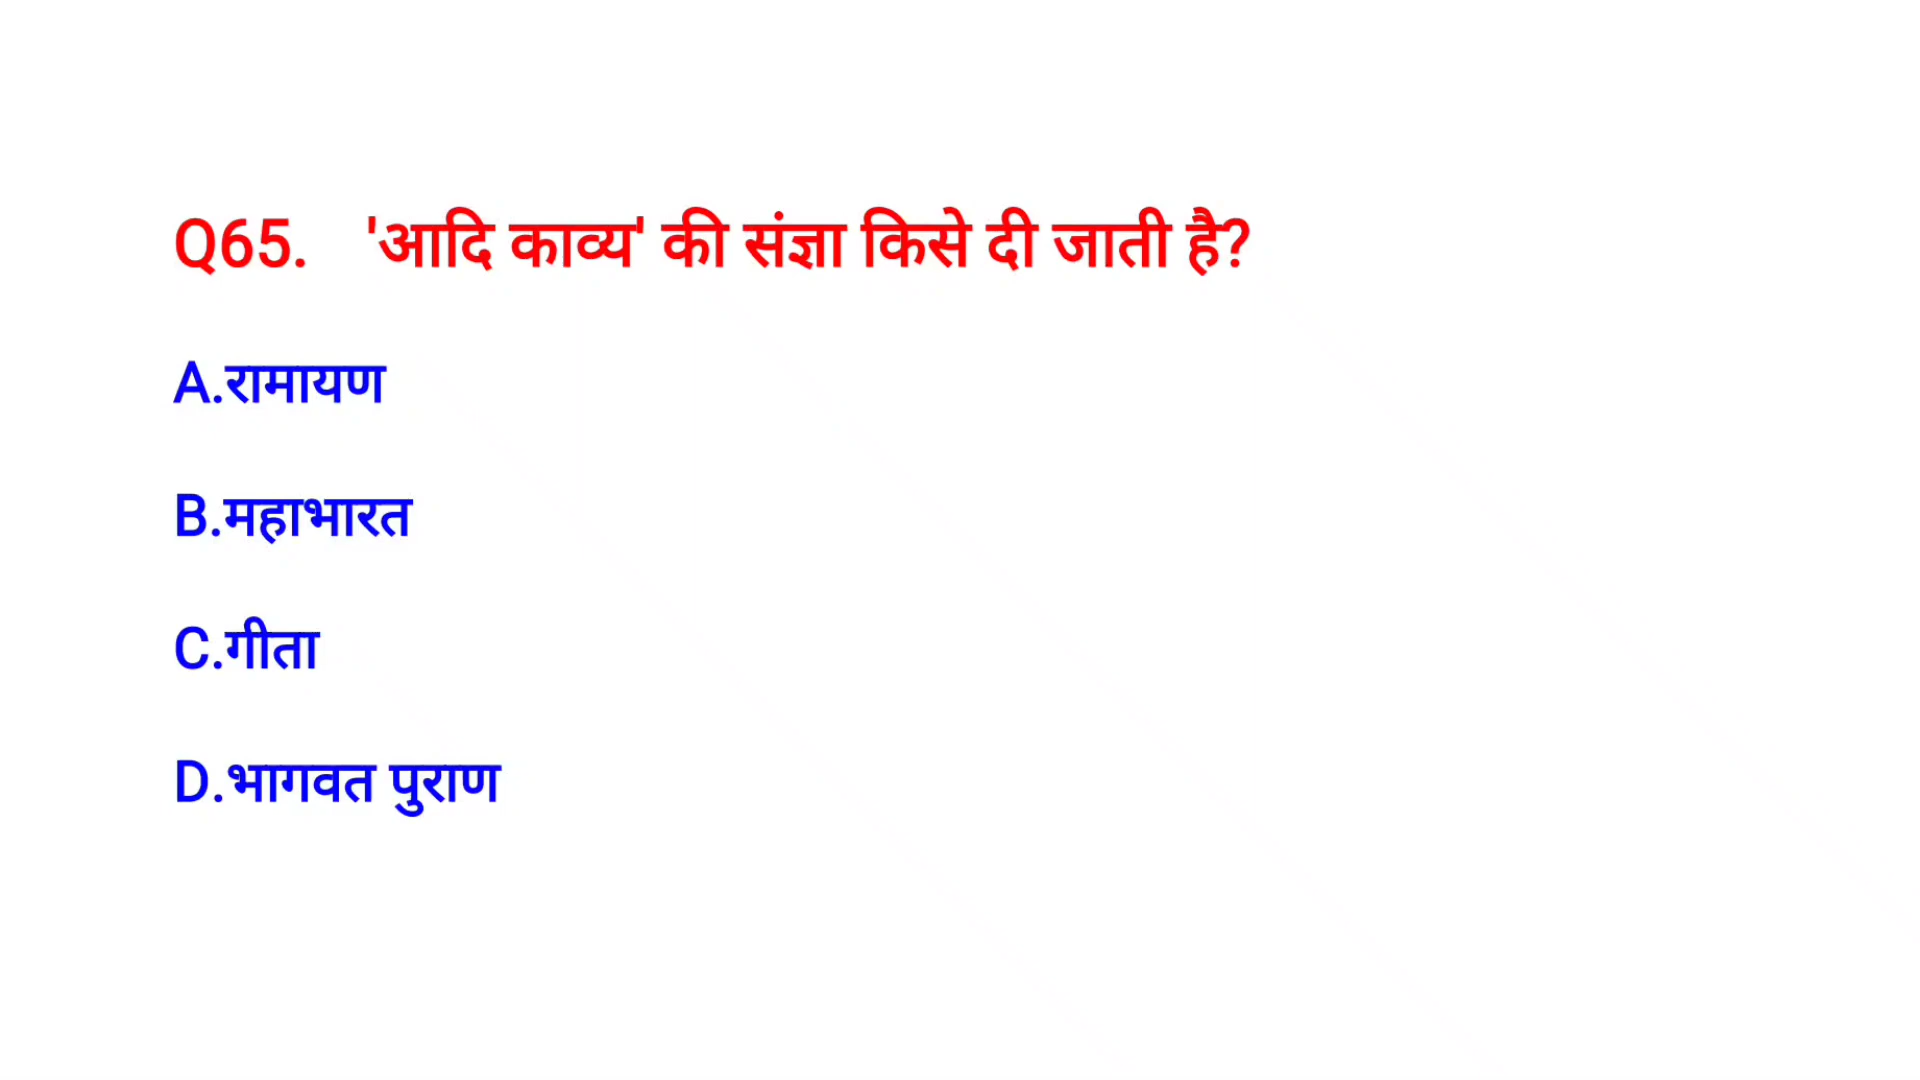 Q65. 'आदि काव्य' की संज्ञा किसे दी जाती है?
A.रामायण
B.महाभारत
C.गीता
D.भागवत पुराण